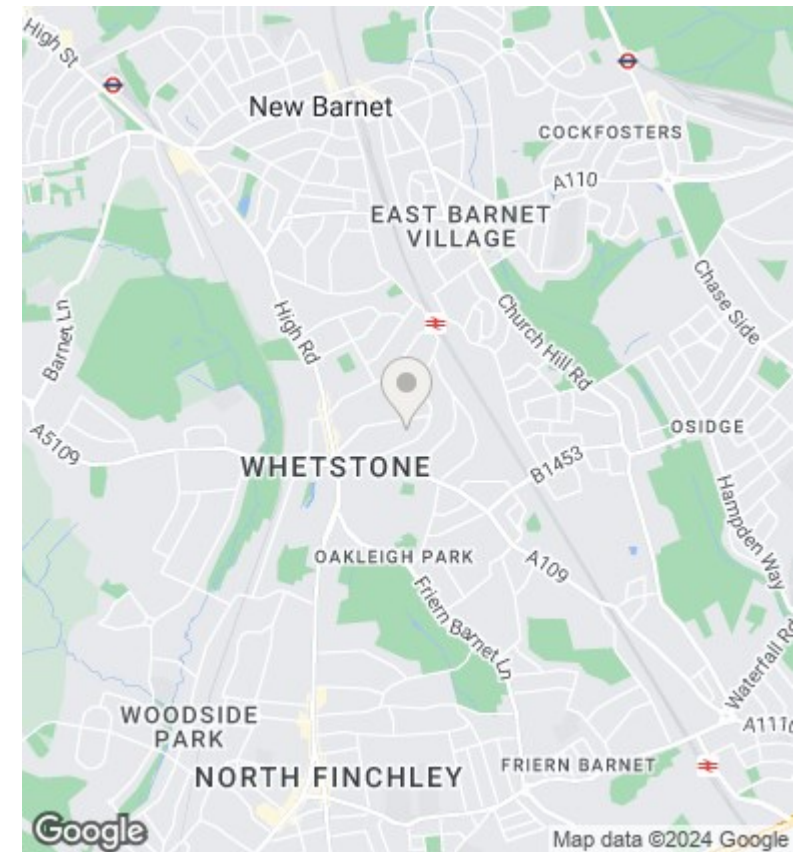 High St
New Barnet
COCKFOSTERS
A110
EAST BARNET
VILLAGE
Chase Side
High Rd
Barnet Ln
Church Hill Rd
A5109
WHETSTONE
OSIDGE
B1453
Hampden Way
OAKLEIGH PARK
A109
Friern Barnet Ln
Waterfall Rd
WOODSIDE
PARK
A1110
NORTH FINCHLEY
FRIERN BARNET
Google
Map data ©2024 Google